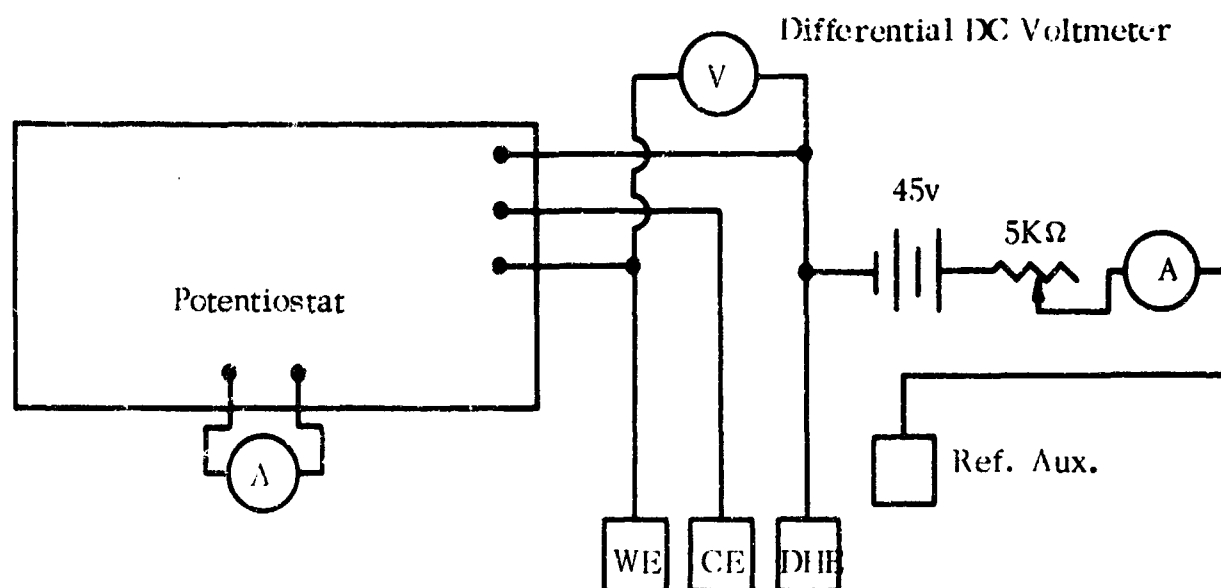 Differential DC Voltmeter
V
45v
5KΩ
A
Potentiostat
A
Ref. Aux.
WE
CE
DHE